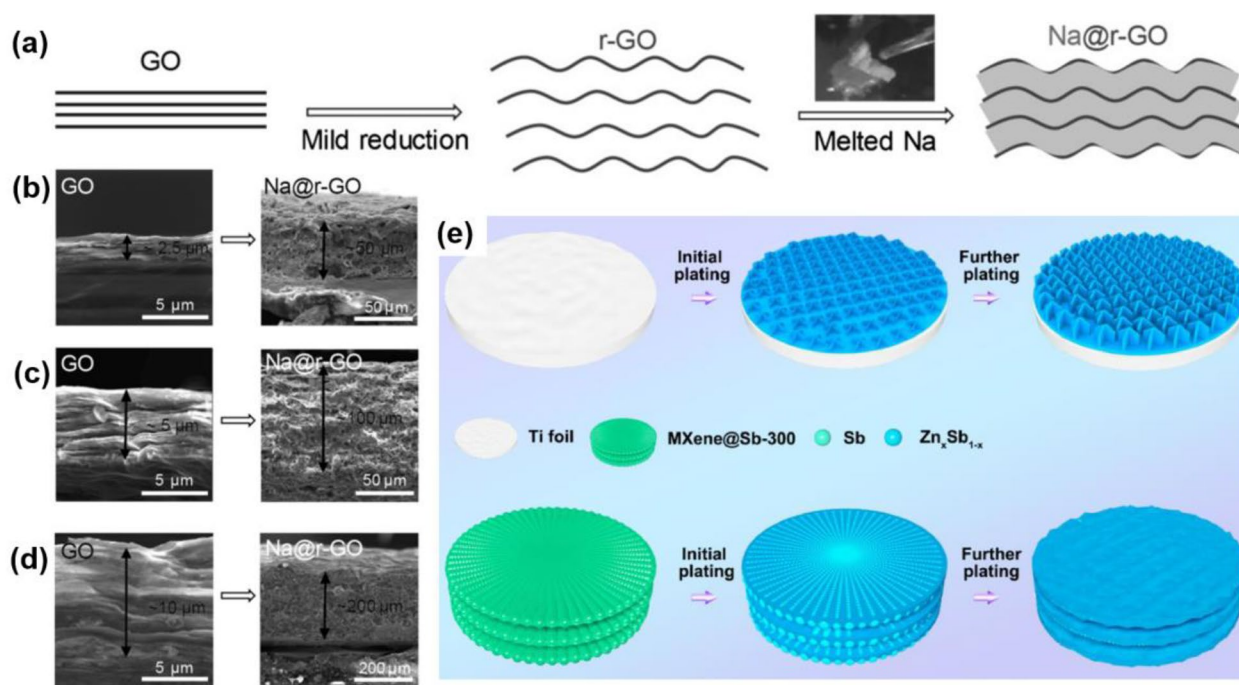 (a)
GO
Mild reduction
r-GO
Melted Na
Na@r-GO
(b)
GO
~ 2.5 μm
5 μm
Na@r-GO
~50 μm
50 μm
(c)
GO
~ 5 μm
5 μm
Na@r-GO
~100 μm
50 μm
(d)
GO
~10 μm
5 μm
Na@r-GO
~200 μm
200 μm
(e)
Initial
plating
Further
plating
Ti foil
MXene@Sb-300
Sb
ZnₓSb₁₋ₓ
Initial
plating
Further
plating